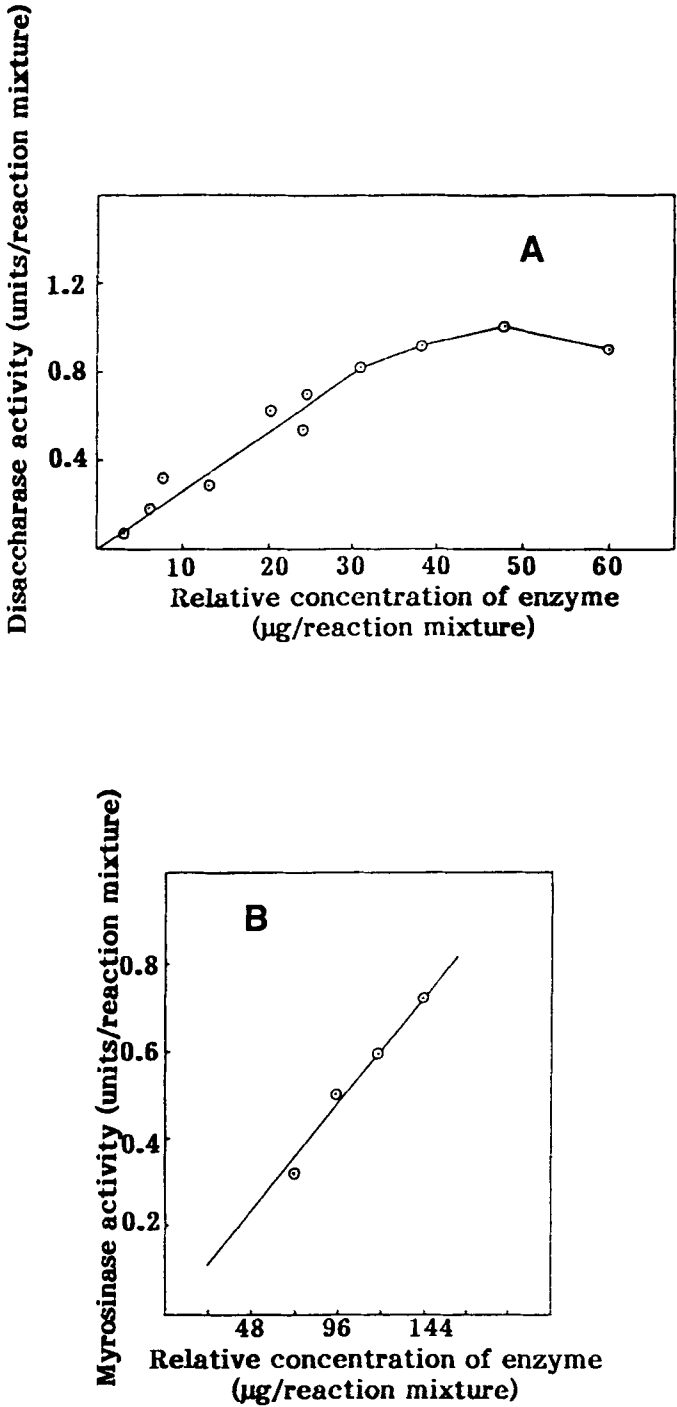 Disaccharase activity (units/reaction mixture)
A
1.2
0.8
0.4
10 20 30 40 50 60
Relative concentration of enzyme
(µg/reaction mixture)
Myrosinase activity (units/reaction mixture)
B
0.8
0.6
0.4
0.2
48 96 144
Relative concentration of enzyme
(µg/reaction mixture)